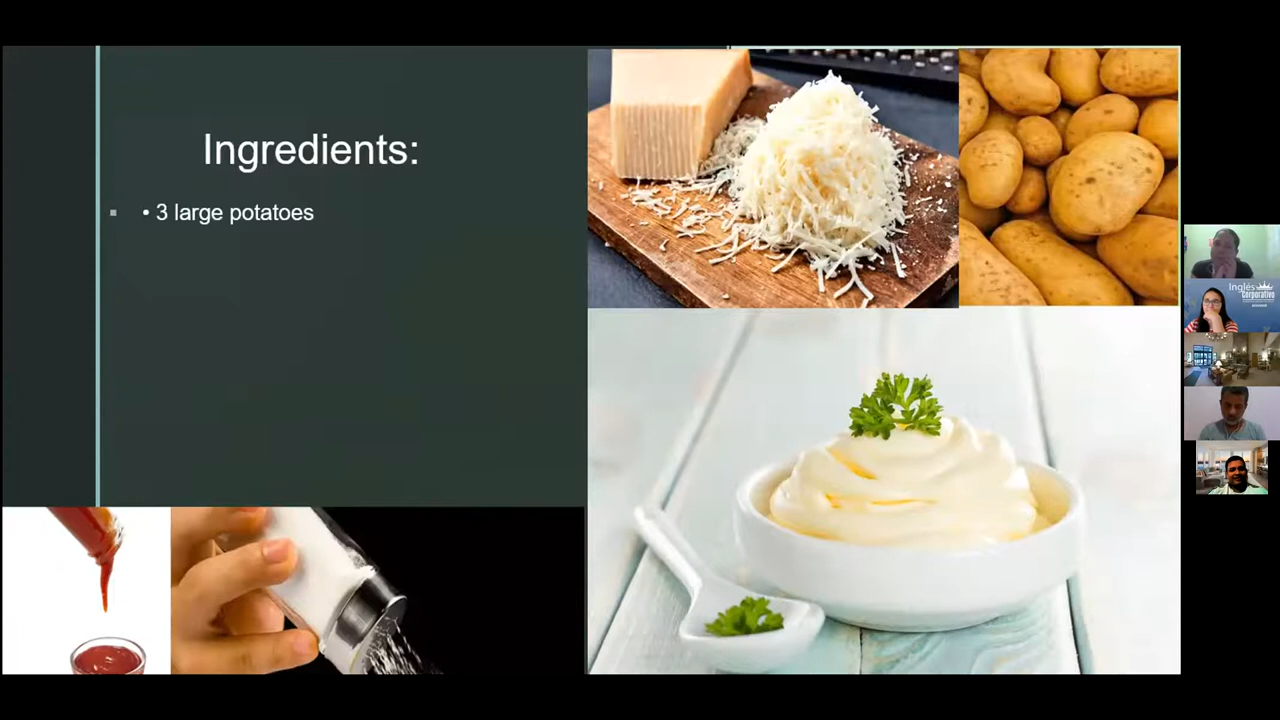 Ingredients:
• 3 large potatoes
Inglés
Corporativo